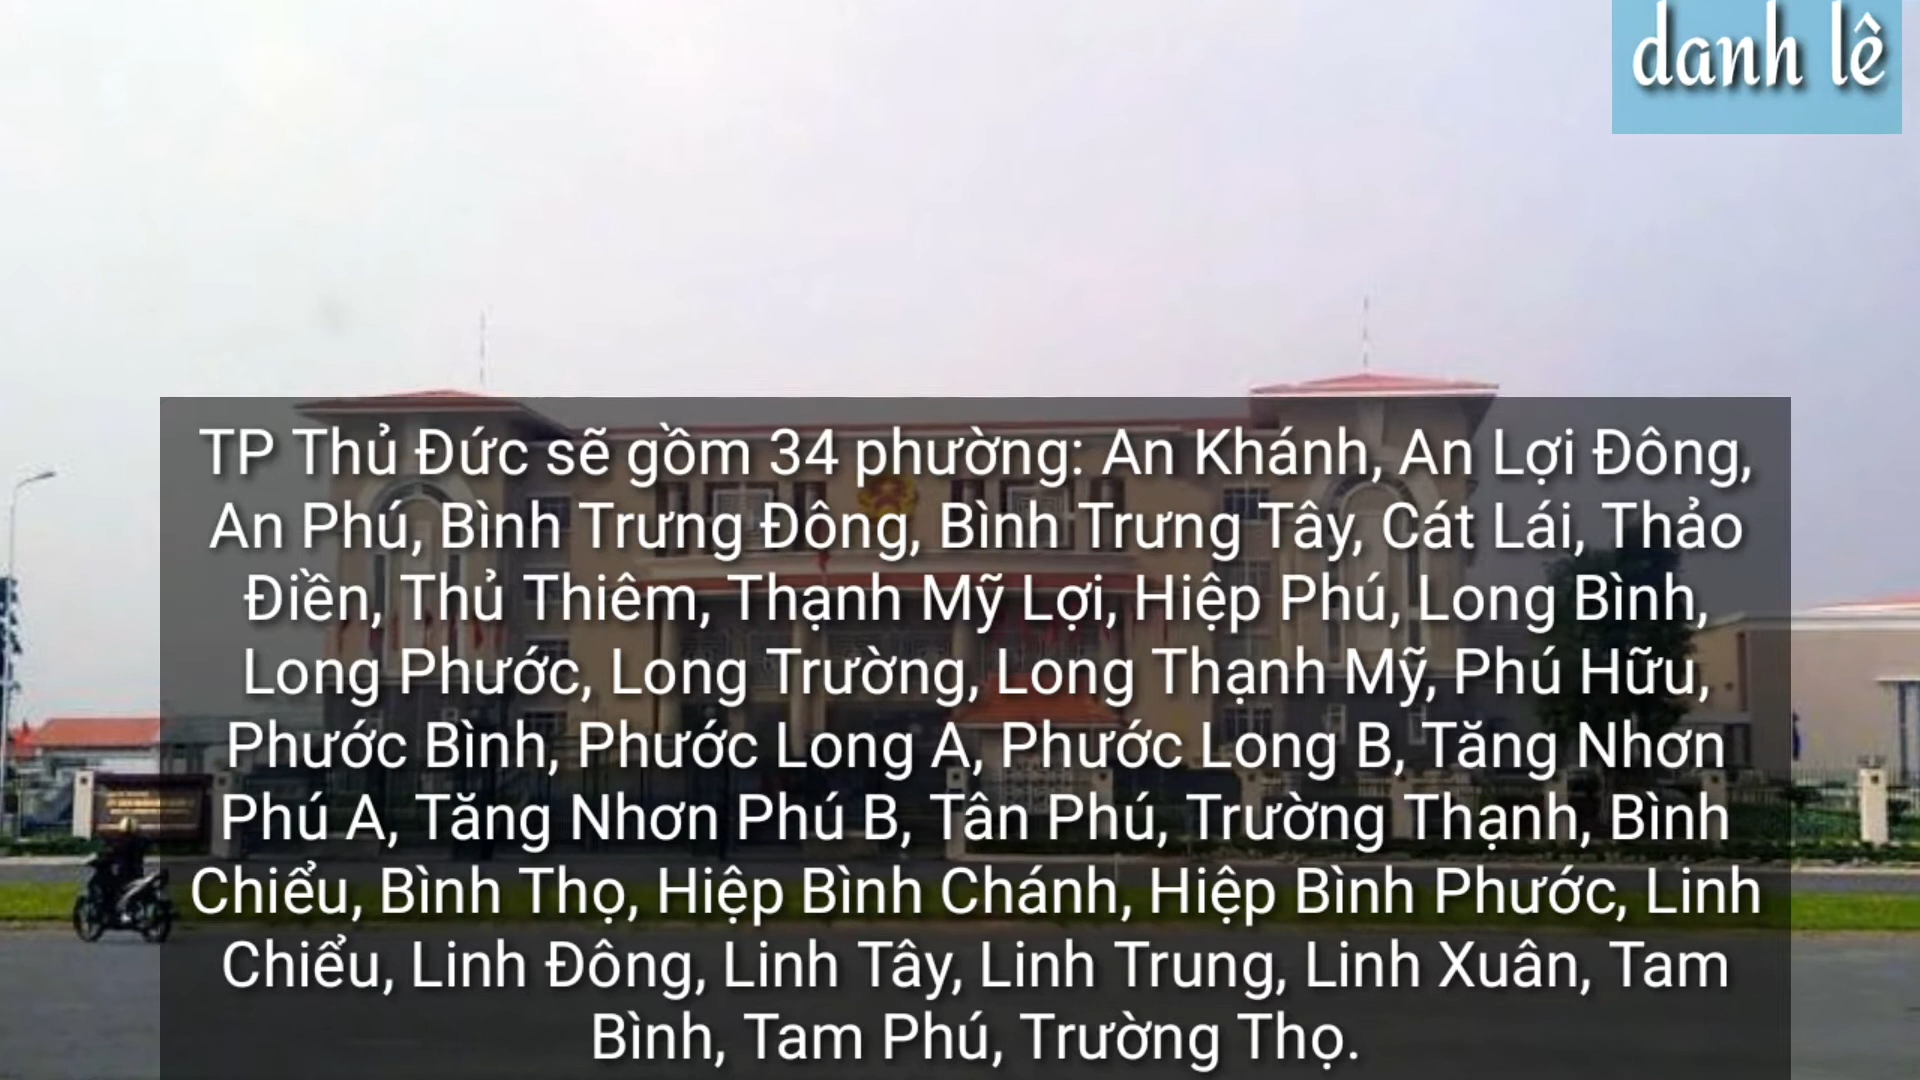 danh lê
TP Thủ Đức sẽ gồm 34 phường: An Khánh, An Lợi Đông,
An Phú, Bình Trưng Đông, Bình Trưng Tây, Cát Lái, Thảo
Điền, Thủ Thiêm, Thạnh Mỹ Lợi, Hiệp Phú, Long Bình,
Long Phước, Long Trường, Long Thạnh Mỹ, Phú Hữu,
Phước Bình, Phước Long A, Phước Long B, Tăng Nhơn
Phú A, Tăng Nhơn Phú B, Tân Phú, Trường Thạnh, Bình
Chiểu, Bình Thọ, Hiệp Bình Chánh, Hiệp Bình Phước, Linh
Chiểu, Linh Đông, Linh Tây, Linh Trung, Linh Xuân, Tam
Bình, Tam Phú, Trường Thọ.